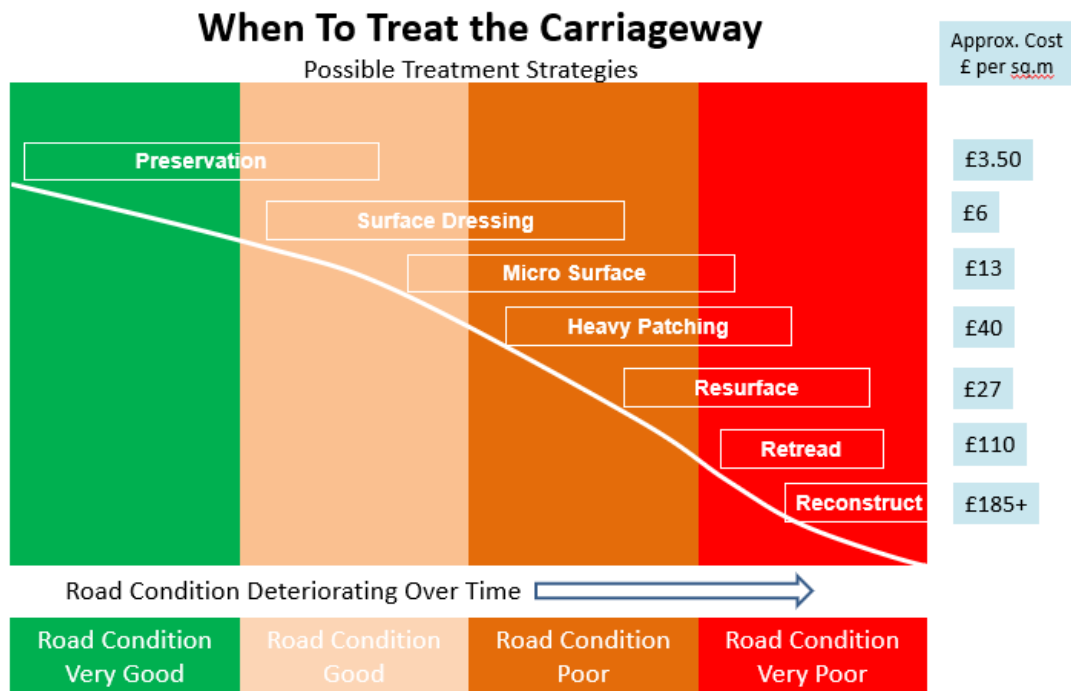 When To Treat the Carriageway
Possible Treatment Strategies
Approx. Cost
£ per sq.m
Preservation
£3.50
Surface Dressing
£6
Micro Surface
£13
Heavy Patching
£40
Resurface
£27
Retread
£110
Reconstruct
£185+
Road Condition Deteriorating Over Time
Road Condition
Very Good
Road Condition
Good
Road Condition
Poor
Road Condition
Very Poor